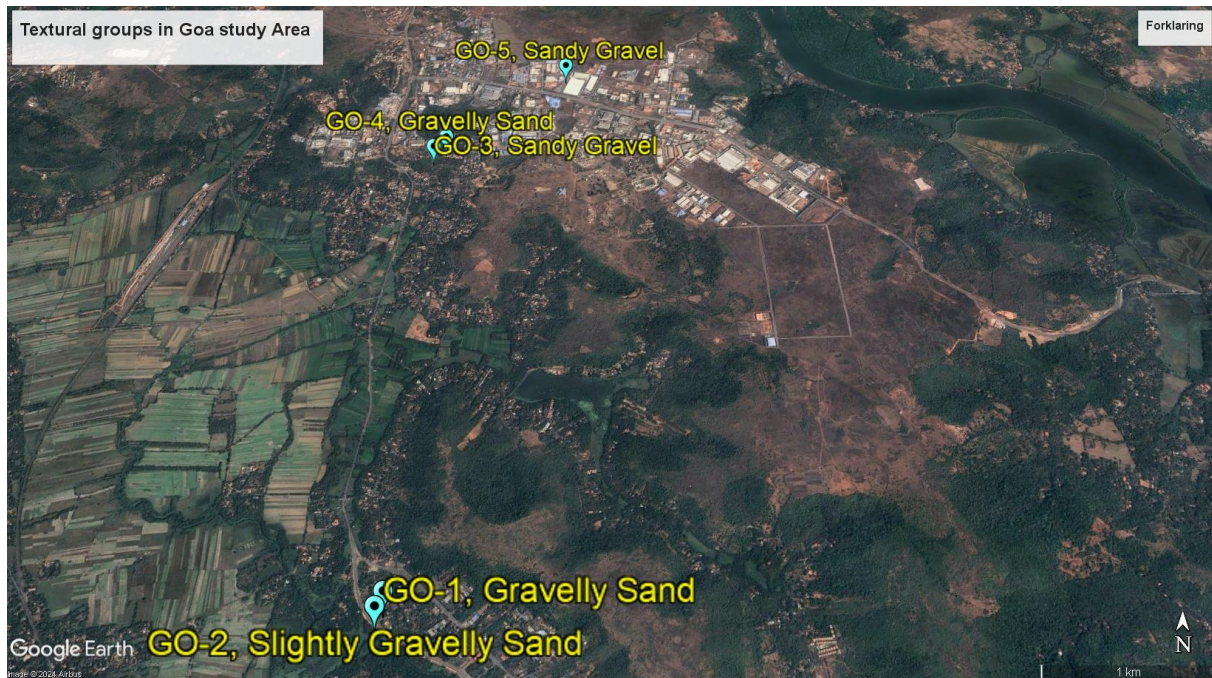 Textural groups in Goa study Area
Forklaring
GO-5, Sandy Gravel
GO-4, Gravelly Sand
GO-3, Sandy Gravel
GO-1, Gravelly Sand
GO-2, Slightly Gravelly Sand
Google Earth
N
1 km
Image © 2024 Airbus